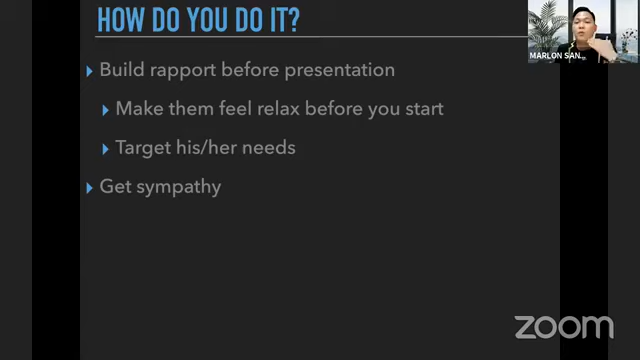 HOW DO YOU DO IT?
MARLON SAN...
Build rapport before presentation
Make them feel relax before you start
Target his/her needs
Get sympathy
zoom